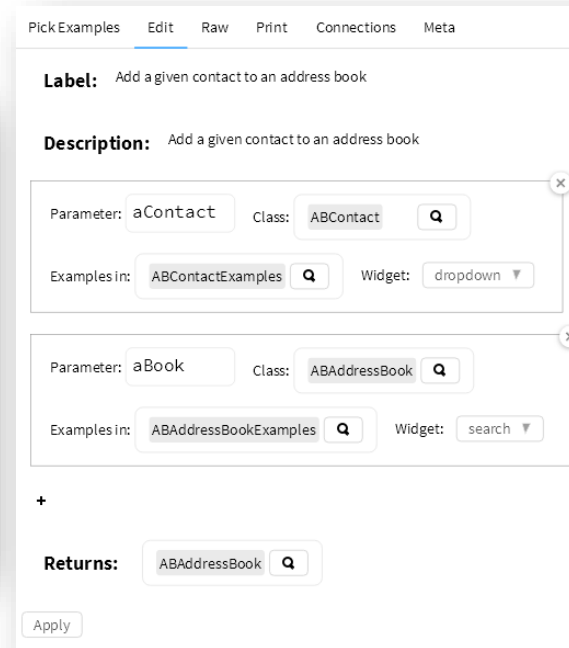 Pick Examples Edit Raw Print Connections Meta
Label: Add a given contact to an address book
Description: Add a given contact to an address book
Parameter: aContact Class: ABContact
Examples in: ABContactExamples Widget: dropdown
Parameter: aBook Class: ABAddressBook
Examples in: ABAddressBookExamples Widget: search
+
Returns: ABAddressBook
Apply